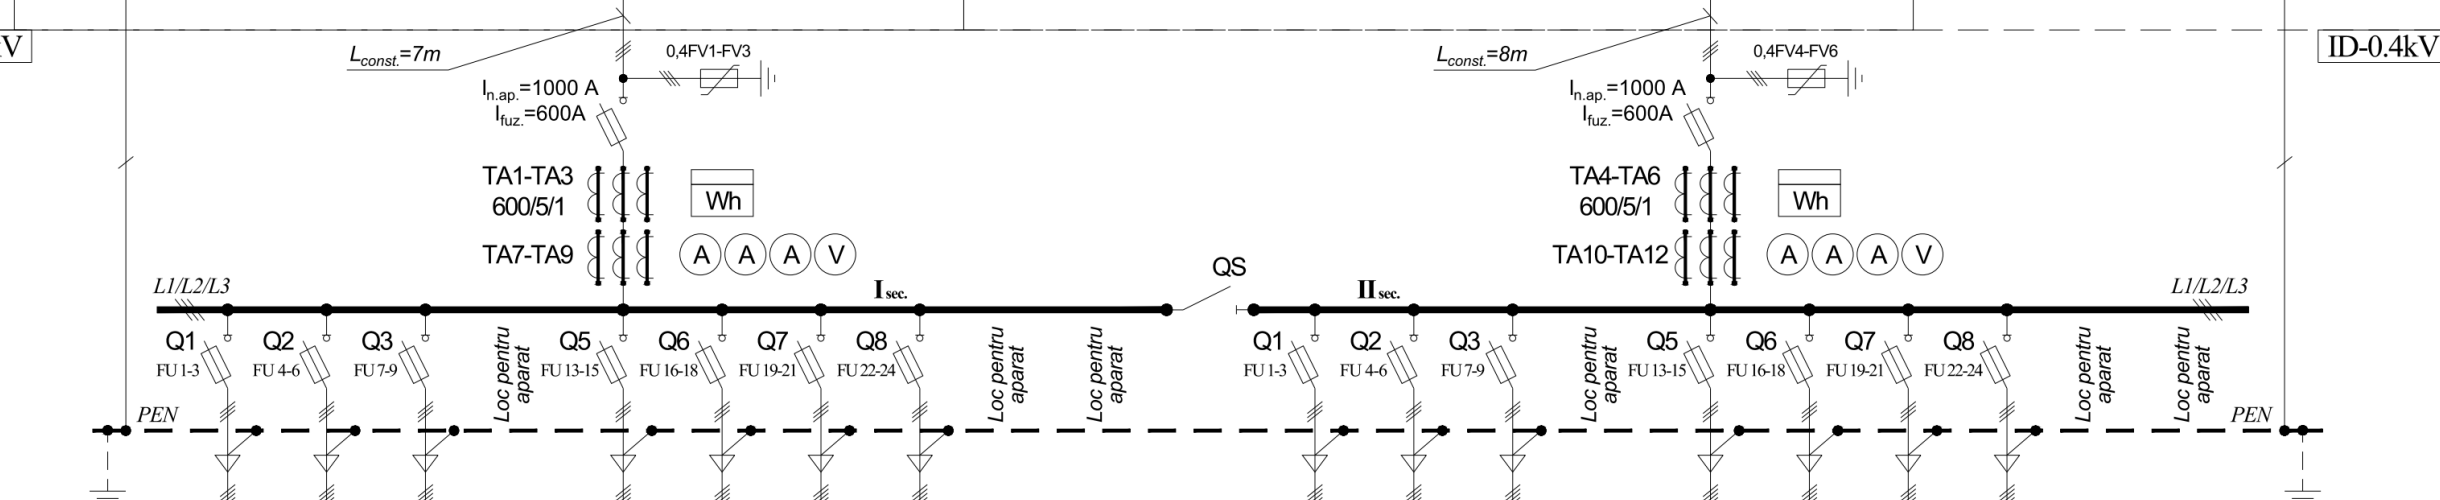 V
ID-0.4kV
Lconst.=7m
0,4FV1-FV3
In.ap.=1000 A
Ifuz.=600A
TA1-TA3
600/5/1
Wh
TA7-TA9
A A A V
Lconst.=8m
0,4FV4-FV6
In.ap.=1000 A
Ifuz.=600A
TA4-TA6
600/5/1
Wh
TA10-TA12
A A A V
L1/L2/L3
I sec.
QS
II sec.
L1/L2/L3
Q1
FU 1-3
Q2
FU 4-6
Q3
FU 7-9
Loc pentru
aparat
Q5
FU 13-15
Q6
FU 16-18
Q7
FU 19-21
Q8
FU 22-24
Loc pentru
aparat
Loc pentru
aparat
Q1
FU 1-3
Q2
FU 4-6
Q3
FU 7-9
Loc pentru
aparat
Q5
FU 13-15
Q6
FU 16-18
Q7
FU 19-21
Q8
FU 22-24
Loc pentru
aparat
Loc pentru
aparat
PEN
PEN